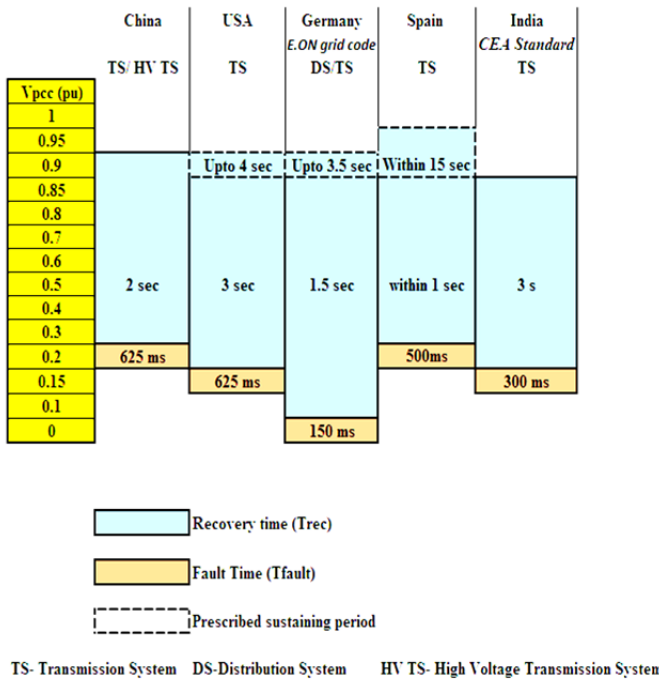 China USA Germany Spain India
E.ON grid code CEA Standard
TS/ HV TS TS DS/TS TS TS
Vpcc (pu)
1
0.95
0.9 Upto 4 sec Upto 3.5 sec Within 15 sec
0.85
0.8
0.7
0.6
0.5 2 sec 3 sec 1.5 sec within 1 sec 3 s
0.4
0.3
0.2 625 ms 500ms
0.15 625 ms 300 ms
0.1
0 150 ms
Recovery time (Trec)
Fault Time (Tfault)
Prescribed sustaining period
TS- Transmission System DS-Distribution System HV TS- High Voltage Transmission System